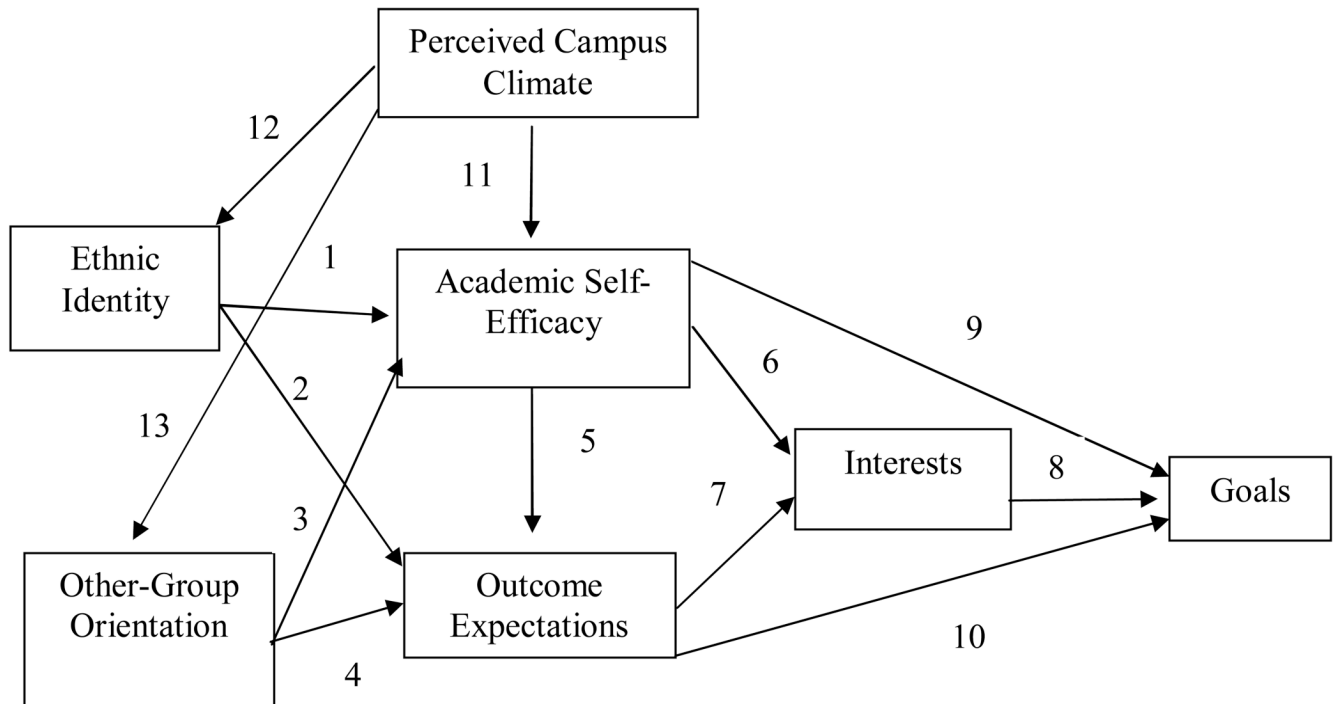 Perceived Campus
Climate
12
11
Ethnic
Identity
1
Academic Self-
Efficacy
9
6
2
13
5
Interests
8
Goals
7
3
Other-Group
Orientation
Outcome
Expectations
10
4